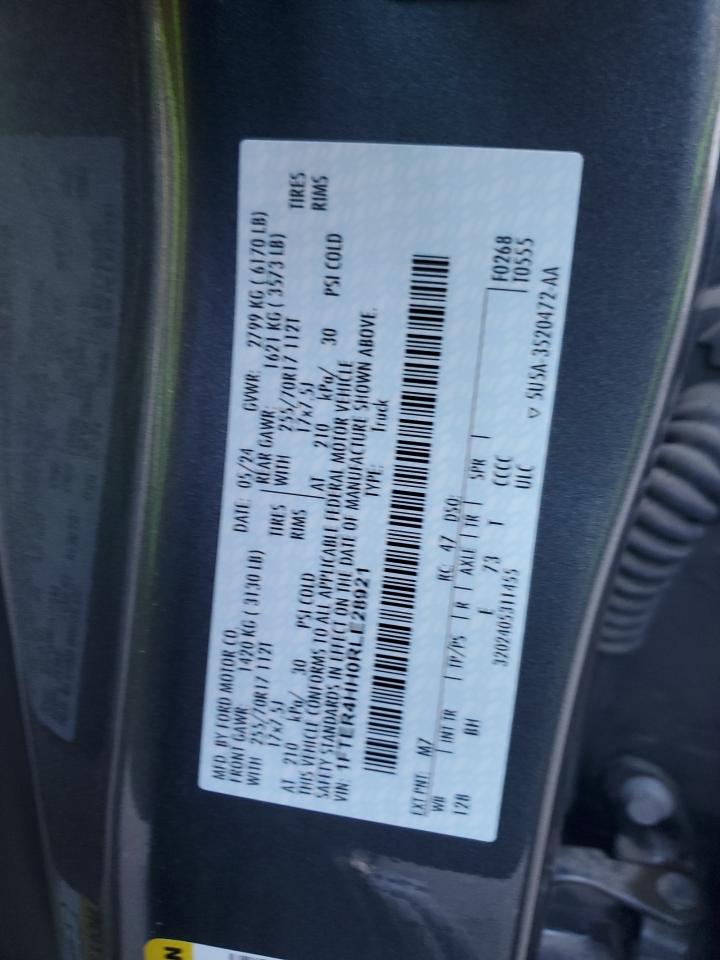 MFD BY FORD MOTOR CO. DATE: 05/24 GVWR: 2799 KG ( 6170 LB)
FRONT GAWR: 1420 KG ( 3130 LB) REAR GAWR: 1621 KG ( 3573 LB)
WITH 255/70R17 112T TIRES WITH 255/70R17 112T TIRES
17x7.5J RIMS 17x7.5J RIMS
AT 210 kPa/ 30 PSI COLD AT 210 kPa/ 30 PSI COLD
THIS VEHICLE CONFORMS TO ALL APPLICABLE FEDERAL MOTOR VEHICLE
SAFETY STANDARDS IN EFFECT ON THE DATE OF MANUFACTURE SHOWN ABOVE.
VIN: 1FTER4HH0RLE28921 TYPE: Truck
EXT PNT: M7 RC: 47 DSO: F0268
WB INT TR TP/PS R AXLE TR SPR T0555
128 BH E 73 T CCCC
3209405311455 ULC ▽ 5U5A-3520472-AA